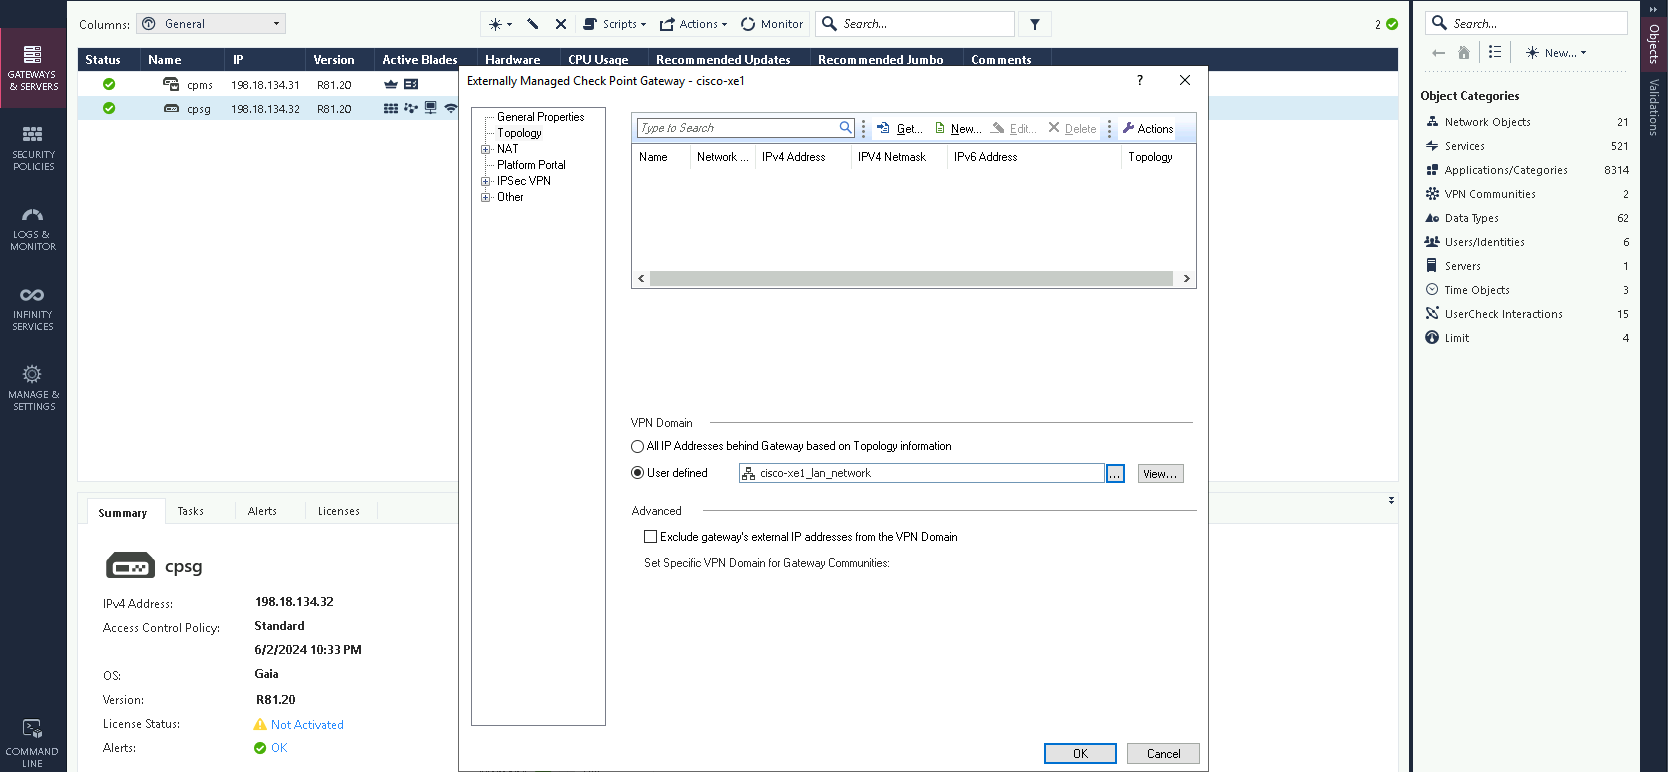 Columns: General
Scripts Actions Monitor Search... 2
Status Name IP Version Active Blades Hardware CPU Usage Recommended Updates Recommended Jumbo Comments
cpms 198.18.134.31 R81.20
cpsg 198.18.134.32 R81.20
GATEWAYS
& SERVERS
SECURITY
POLICIES
LOGS &
MONITOR
INFINITY
SERVICES
MANAGE &
SETTINGS
COMMAND
LINE
Externally Managed Check Point Gateway - cisco-xe1 ?
General Properties
Topology
NAT
Platform Portal
IPSec VPN
Other
Type to Search Get... New... Edit... Delete Actions
Name Network ... IPv4 Address IPV4 Netmask IPv6 Address Topology
VPN Domain
All IP Addresses behind Gateway based on Topology information
User defined cisco-xe1_lan_network ... View...
Advanced
Exclude gateway's external IP addresses from the VPN Domain
Set Specific VPN Domain for Gateway Communities:
OK Cancel
Summary Tasks Alerts Licenses
cpsg
IPv4 Address: 198.18.134.32
Access Control Policy: Standard
6/2/2024 10:33 PM
OS: Gaia
Version: R81.20
License Status: Not Activated
Alerts: OK
Search...
New...
Object Categories
Network Objects 21
Services 521
Applications/Categories 8314
VPN Communities 2
Data Types 62
Users/Identities 6
Servers 1
Time Objects 3
UserCheck Interactions 15
Limit 4
Objects
Validations